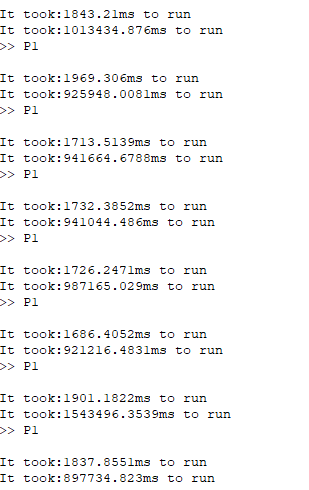 It took:1843.21ms to run
It took:1013434.876ms to run
>> P1
It took:1969.306ms to run
It took:925948.0081ms to run
>> P1
It took:1713.5139ms to run
It took:941664.6788ms to run
>> P1
It took:1732.3852ms to run
It took:941044.486ms to run
>> P1
It took:1726.2471ms to run
It took:987165.029ms to run
>> P1
It took:1686.4052ms to run
It took:921216.4831ms to run
>> P1
It took:1901.1822ms to run
It took:1543496.3539ms to run
>> P1
It took:1837.8551ms to run
It took:897734.823ms to run